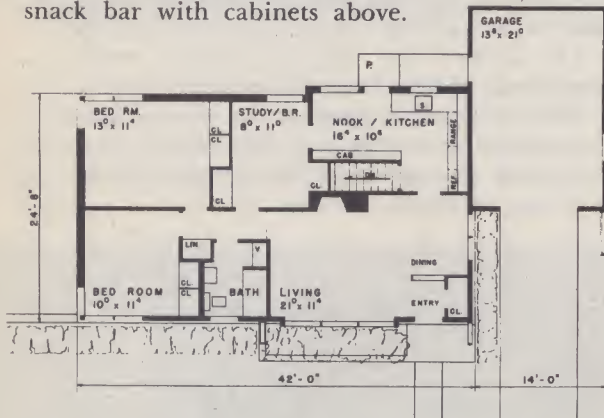 snack bar with cabinets above.
GARAGE
13⁸ x 21⁰
P.
BED RM.
13⁰ x 11⁴
STUDY/B.R.
8⁰ x 11⁰
NOOK / KITCHEN
16⁴ x 10⁶
S
RANGE
REF.
CL
CL
CL
CAB
CL
DN
24'-8"
LIN.
V.
DINING
BED ROOM
10⁰ x 11⁴
CL.
CL
BATH
LIVING
21⁰ x 11⁴
ENTRY
CL.
42'-0"
14'-0"